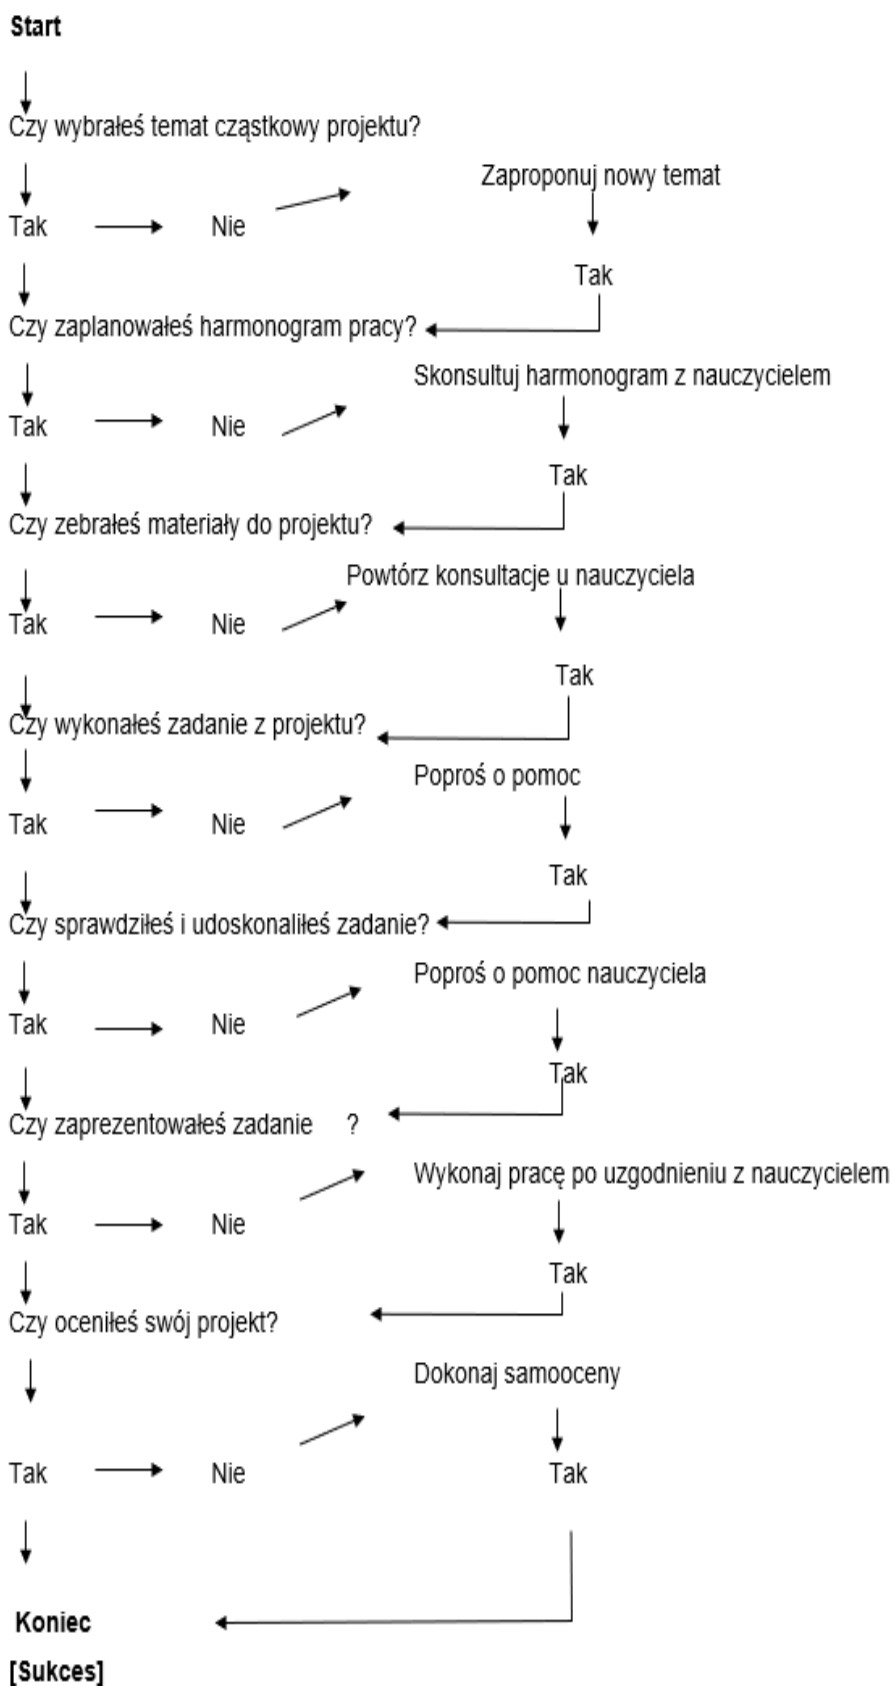 Start
Czy wybrałeś temat cząstkowy projektu?
Zaproponuj nowy temat
Tak Nie
Tak
Czy zaplanowałeś harmonogram pracy?
Skonsultuj harmonogram z nauczycielem
Tak Nie
Tak
Czy zebrałeś materiały do projektu?
Powtórz konsultacje u nauczyciela
Tak Nie
Tak
Czy wykonałeś zadanie z projektu?
Poproś o pomoc
Tak Nie
Tak
Czy sprawdziłeś i udoskonaliłeś zadanie?
Poproś o pomoc nauczyciela
Tak Nie
Tak
Czy zaprezentowałeś zadanie ?
Wykonaj pracę po uzgodnieniu z nauczycielem
Tak Nie
Tak
Czy oceniłeś swój projekt?
Dokonaj samooceny
Tak Nie Tak
Koniec
[Sukces]